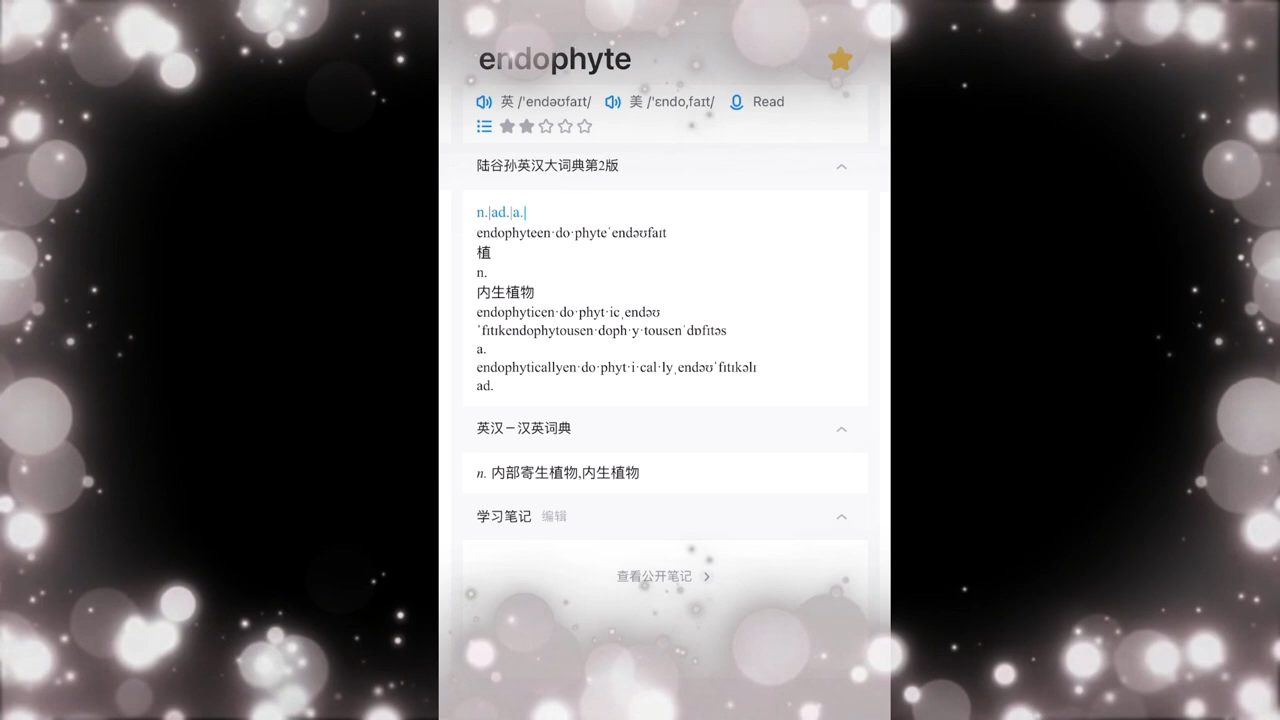 endophyte
英 /'endəʊfaɪt/ 美 /'ɛndo,faɪt/ Read
陆谷孙英汉大词典第2版
n.|ad.|a.|
endophyteen·do·phyteˈendəʊfaɪt
植
n.
内生植物
endophyticen·do·phyt·icˌendəʊ
ˈfɪtɪkendophytousen·doph·y·tousenˈdɒfɪtəs
a.
endophyticallyen·do·phyt·i·cal·lyˌendəʊˈfɪtɪkəlɪ
ad.
英汉－汉英词典
n. 内部寄生植物,内生植物
学习笔记 编辑
查看公开笔记